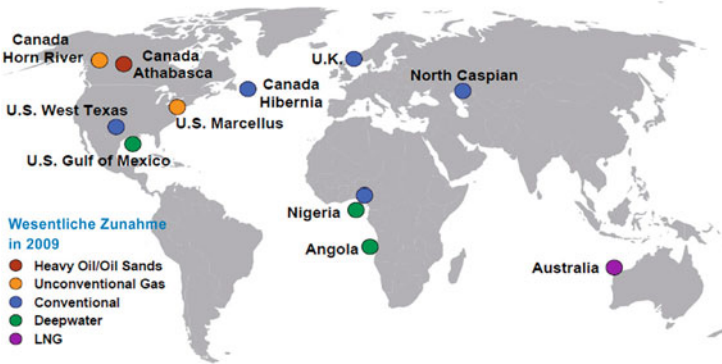 Canada
Horn River
Canada
Athabasca
U.K.
North Caspian
Canada
Hibernia
U.S. West Texas
U.S. Marcellus
U.S. Gulf of Mexico
Nigeria
Angola
Australia
Wesentliche Zunahme
in 2009
Heavy Oil/Oil Sands
Unconventional Gas
Conventional
Deepwater
LNG